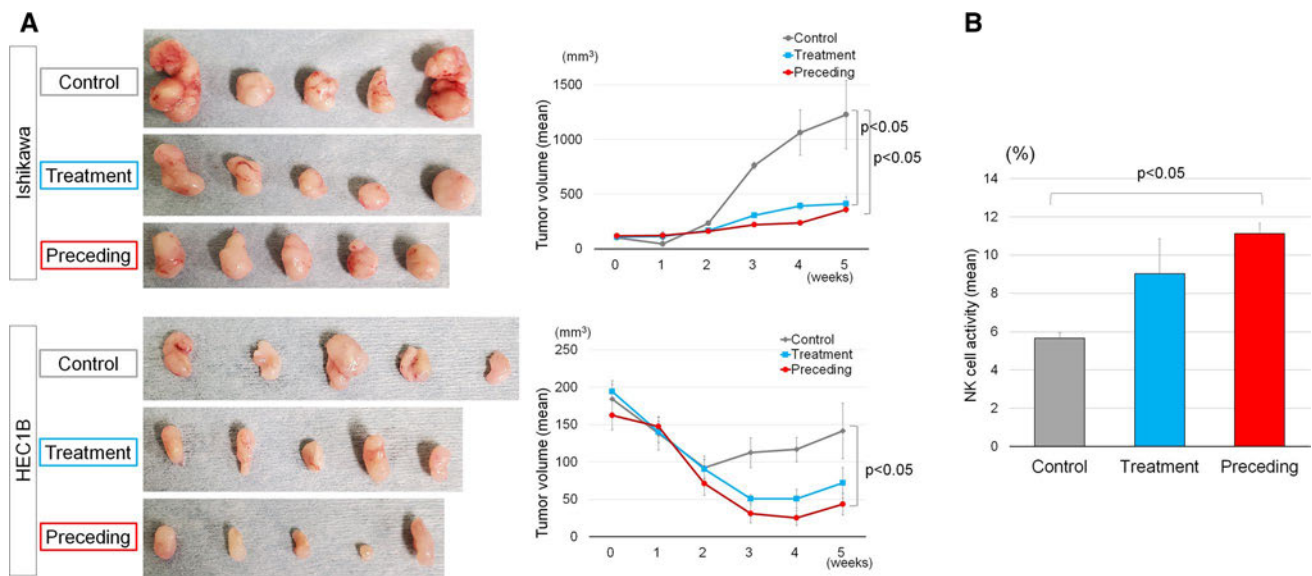 A
Ishikawa
Control
Treatment
Preceding
(mm³)
Control
Treatment
Preceding
Tumor volume (mean)
1500
1000
500
0
0 1 2 3 4 5
(weeks)
p<0.05
p<0.05
HEC1B
Control
Treatment
Preceding
(mm³)
Control
Treatment
Preceding
Tumor volume (mean)
250
200
150
100
50
0
0 1 2 3 4 5
(weeks)
p<0.05
B
(%)
p<0.05
NK cell activity (mean)
14
12
10
8
6
4
2
0
Control Treatment Preceding